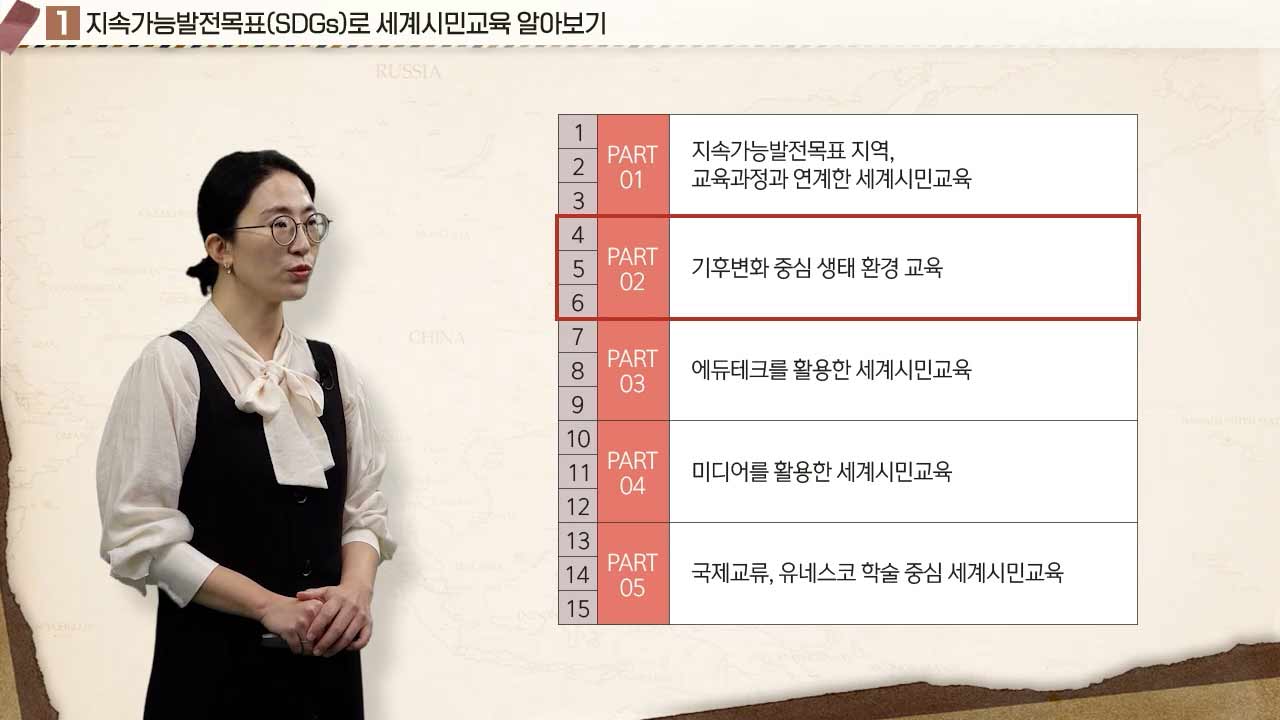 1 지속가능발전목표(SDGs)로 세계시민교육 알아보기
RUSSIA
CHINA
1
2
3
PART
01
지속가능발전목표 지역,
교육과정과 연계한 세계시민교육
4
5
6
PART
02
기후변화 중심 생태 환경 교육
7
8
9
PART
03
에듀테크를 활용한 세계시민교육
10
11
12
PART
04
미디어를 활용한 세계시민교육
13
14
15
PART
05
국제교류, 유네스코 학술 중심 세계시민교육